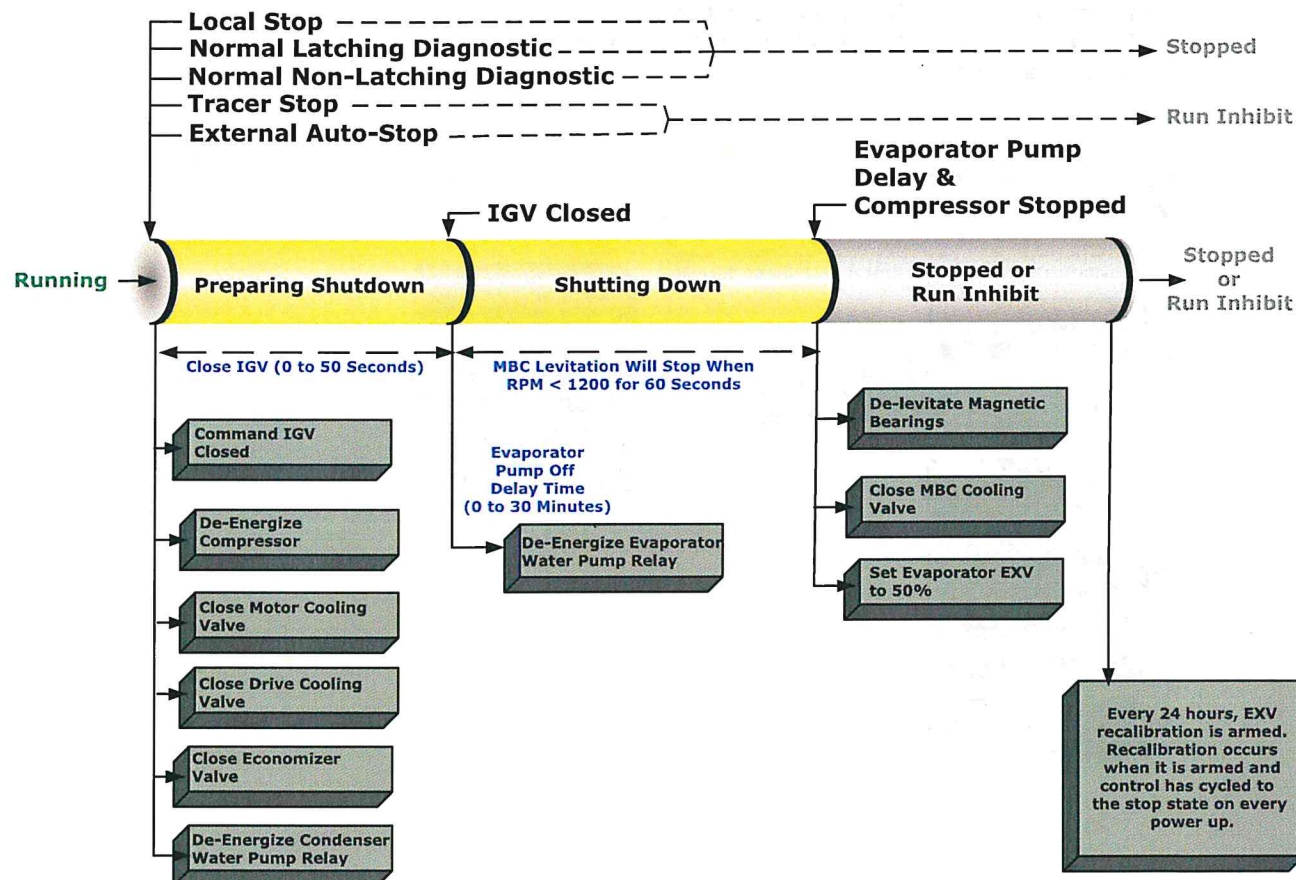 Local Stop
Normal Latching Diagnostic
Normal Non-Latching Diagnostic
Tracer Stop
External Auto-Stop
Stopped
Run Inhibit
IGV Closed
Evaporator Pump
Delay &
Compressor Stopped
Running
Preparing Shutdown
Shutting Down
Stopped or
Run Inhibit
Stopped
or
Run Inhibit
Close IGV (0 to 50 Seconds)
MBC Levitation Will Stop When
RPM < 1200 for 60 Seconds
Command IGV
Closed
De-Energize
Compressor
Close Motor Cooling
Valve
Close Drive Cooling
Valve
Close Economizer
Valve
De-Energize Condenser
Water Pump Relay
Evaporator
Pump Off
Delay Time
(0 to 30 Minutes)
De-Energize Evaporator
Water Pump Relay
De-levitate Magnetic
Bearings
Close MBC Cooling
Valve
Set Evaporator EXV
to 50%
Every 24 hours, EXV
recalibration is armed.
Recalibration occurs
when it is armed and
control has cycled to
the stop state on every
power up.